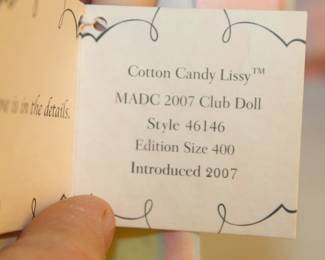 is in the details.
Cotton Candy Lissy™
MADC 2007 Club Doll
Style 46146
Edition Size 400
Introduced 2007